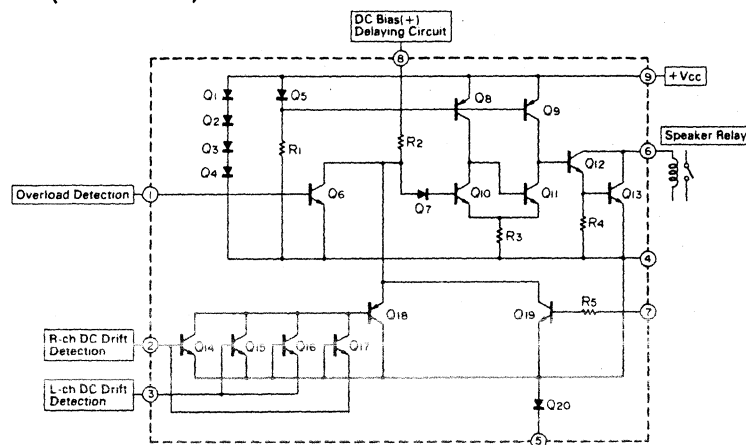 DC Bias(+)
Delaying Circuit
8
9
+Vcc
Q1
Q5
Q8
Q9
Q2
R2
6
Speaker Relay
Q3
R1
Q12
Q4
Overload Detection
1
Q6
Q7
Q10
Q11
Q13
R3
R4
4
R5
Q18
Q19
7
R-ch DC Drift
Detection
2
Q14
Q15
Q16
Q17
L-ch DC Drift
Detection
3
Q20
5